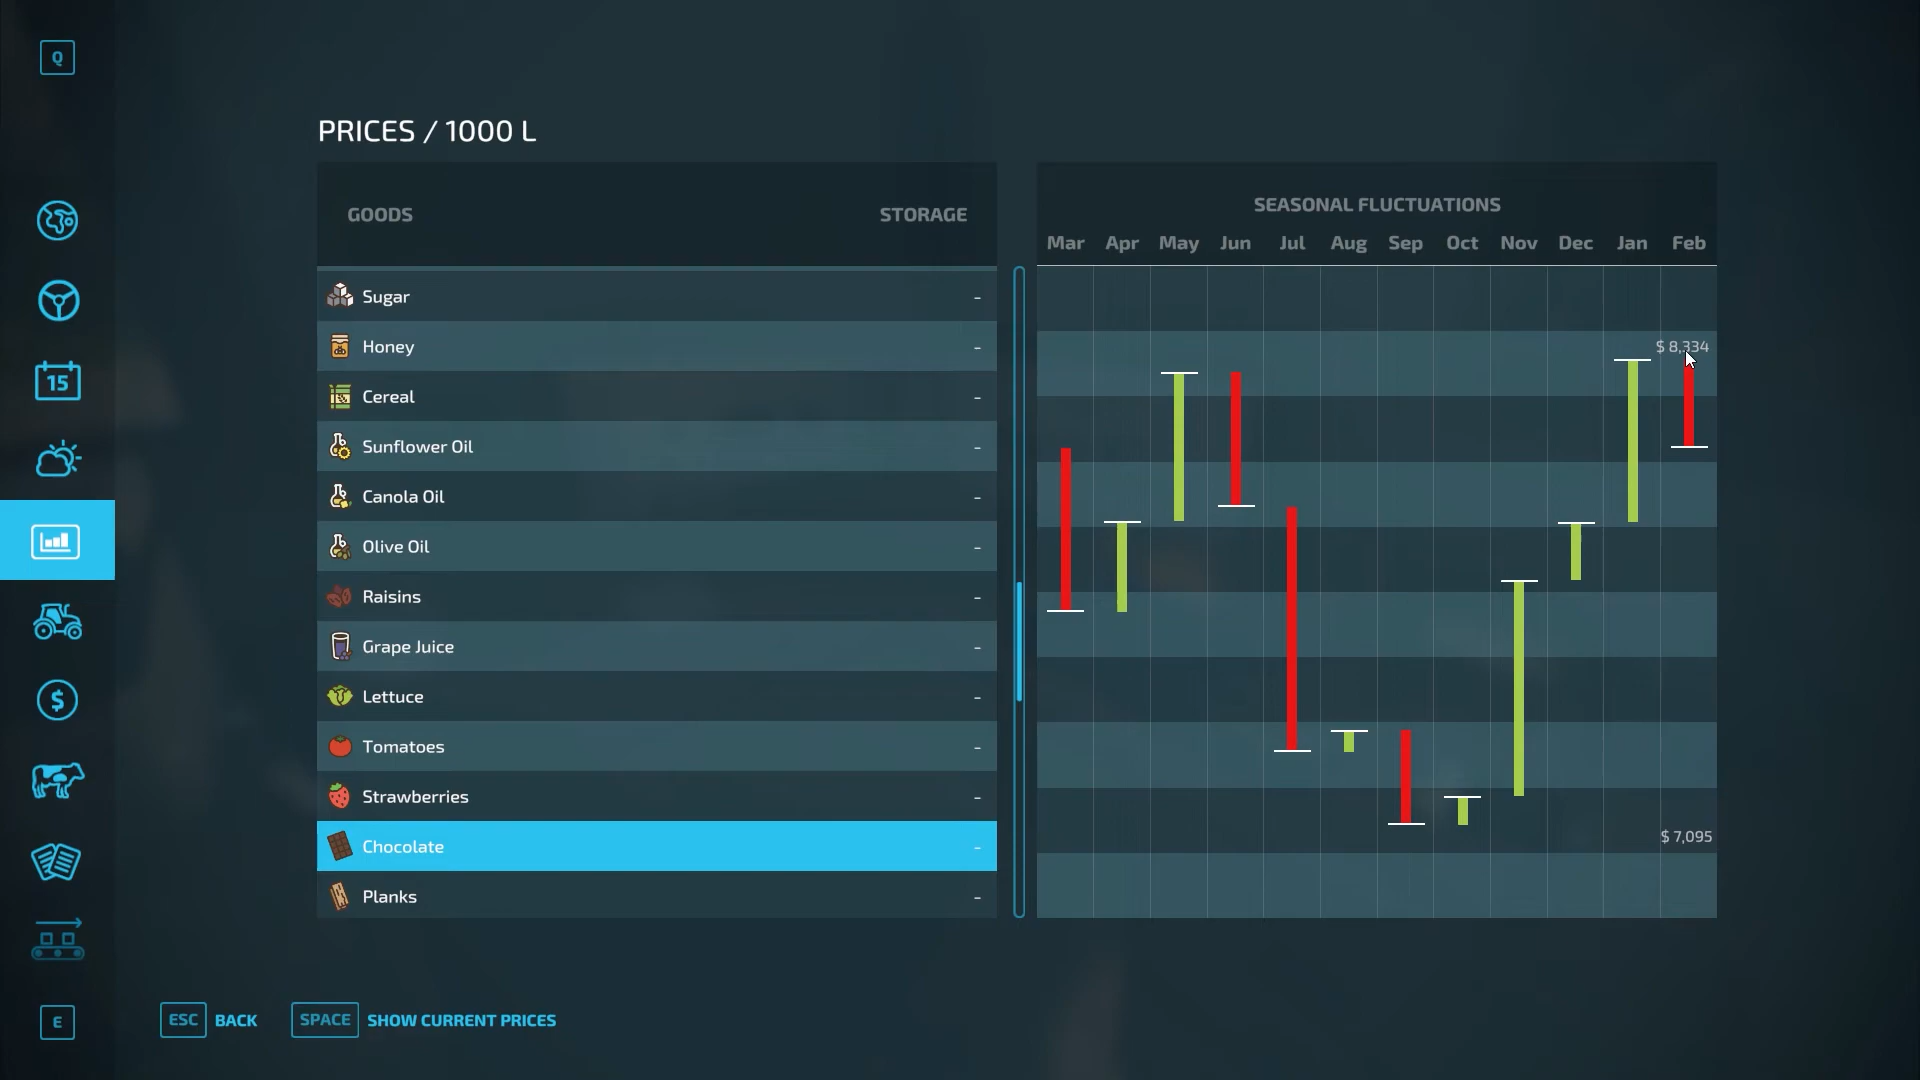 Q
PRICES / 1000 L
GOODS STORAGE
SEASONAL FLUCTUATIONS
Mar Apr May Jun Jul Aug Sep Oct Nov Dec Jan Feb
15
$
Sugar -
Honey -
Cereal -
Sunflower Oil -
Canola Oil -
Olive Oil -
Raisins -
Grape Juice -
Lettuce -
Tomatoes -
Strawberries -
Chocolate -
Planks -
$ 8,334
$ 7,095
E
ESC BACK SPACE SHOW CURRENT PRICES